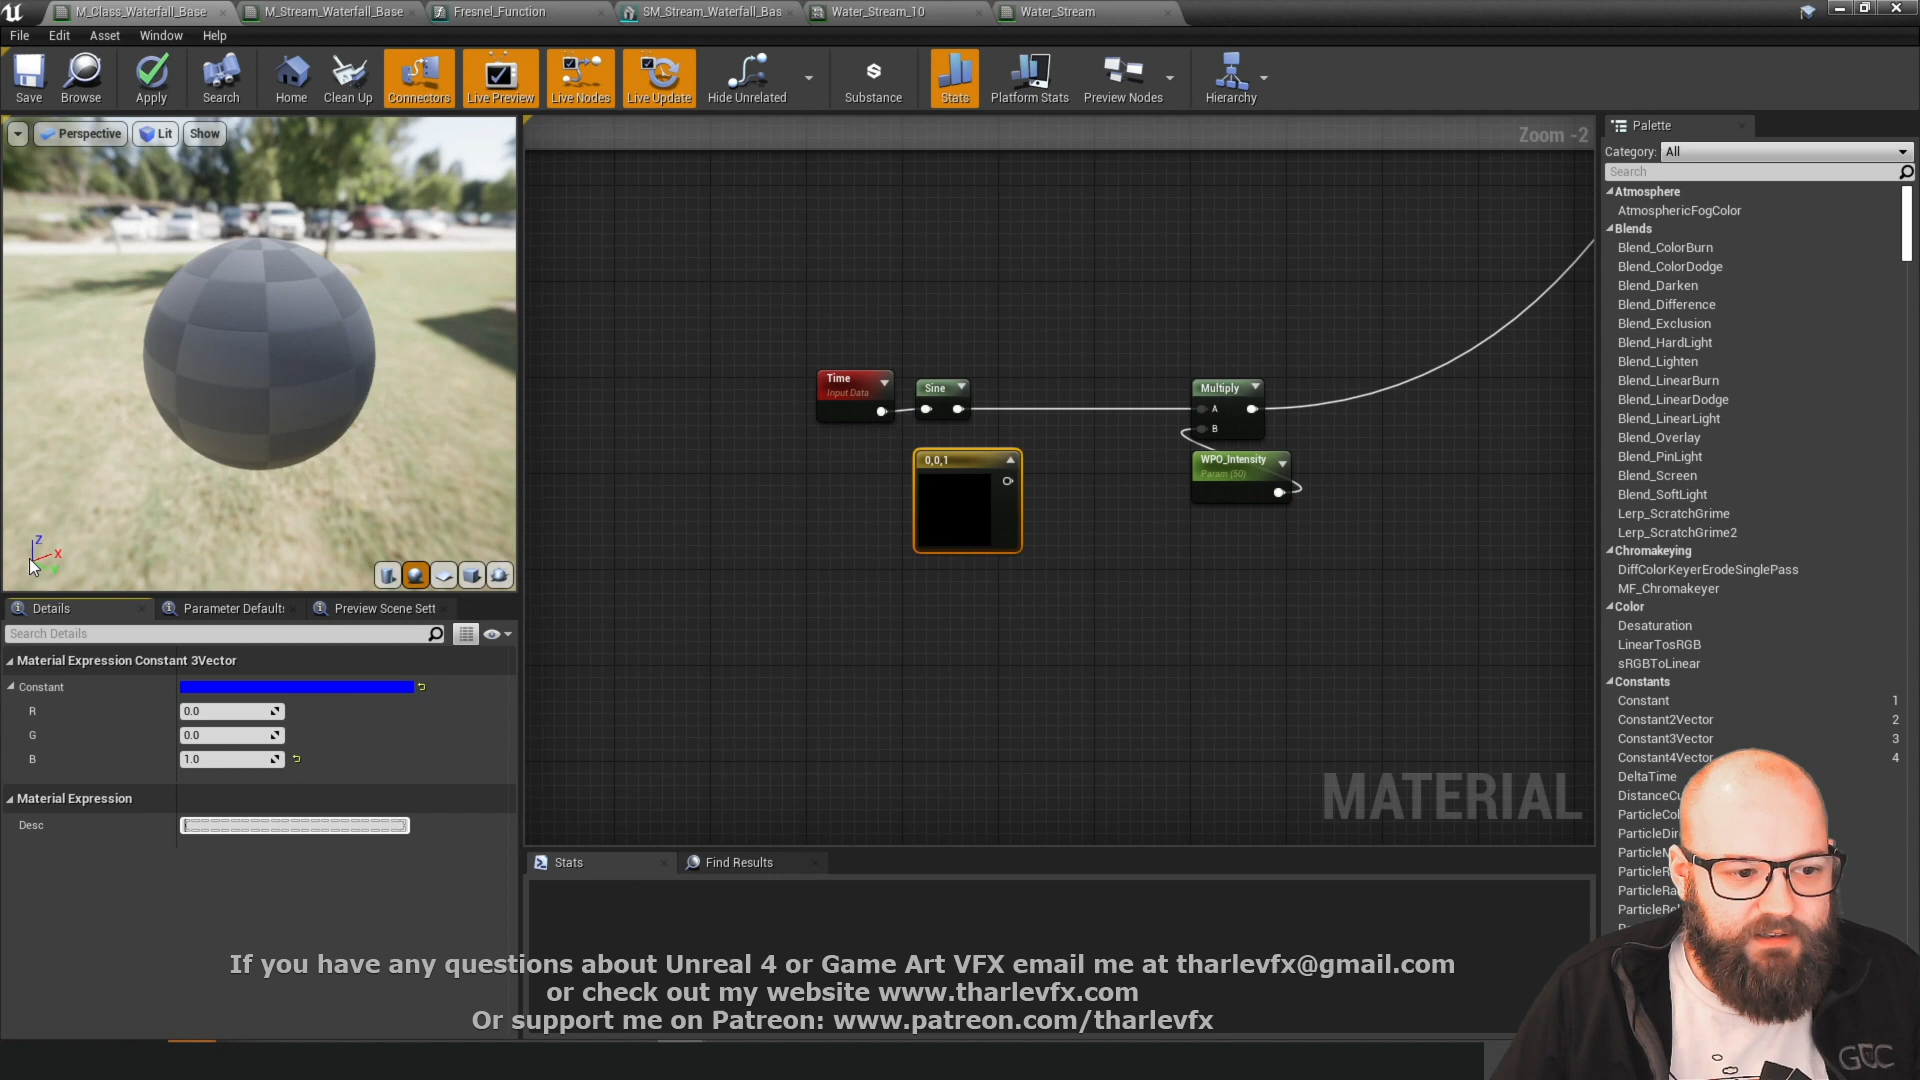 M_Class_Waterfall_Base
M_Stream_Waterfall_Base
Fresnel_Function
SM_Stream_Waterfall_Bas
Water_Stream_10
Water_Stream
File
Edit
Asset
Window
Help
Save
Browse
Apply
Search
Home
Clean Up
Connectors
Live Preview
Live Nodes
Live Update
Hide Unrelated
Substance
Stats
Platform Stats
Preview Nodes
Hierarchy
Perspective
Lit
Show
Z
X
Zoom -2
Time
Input Data
Sine
0,0,1
Multiply
A
B
WPO_Intensity
Param (50)
MATERIAL
Details
Parameter Defaults
Preview Scene Sett
Search Details
Material Expression Constant 3Vector
Constant
R
0.0
G
0.0
B
1.0
Material Expression
Desc
Stats
Find Results
Palette
Category:
All
Search
Atmosphere
AtmosphericFogColor
Blends
Blend_ColorBurn
Blend_ColorDodge
Blend_Darken
Blend_Difference
Blend_Exclusion
Blend_HardLight
Blend_Lighten
Blend_LinearBurn
Blend_LinearDodge
Blend_LinearLight
Blend_Overlay
Blend_PinLight
Blend_Screen
Blend_SoftLight
Lerp_ScratchGrime
Lerp_ScratchGrime2
Chromakeying
DiffColorKeyerErodeSinglePass
MF_Chromakeyer
Color
Desaturation
LinearTosRGB
sRGBToLinear
Constants
Constant 1
Constant2Vector 2
Constant3Vector 3
Constant4Vector 4
DeltaTime
DistanceCu
ParticleCol
ParticleDir
ParticleM
ParticleR
ParticleRa
ParticleRel
If you have any questions about Unreal 4 or Game Art VFX email me at tharlevfx@gmail.com
or check out my website www.tharlevfx.com
Or support me on Patreon: www.patreon.com/tharlevfx